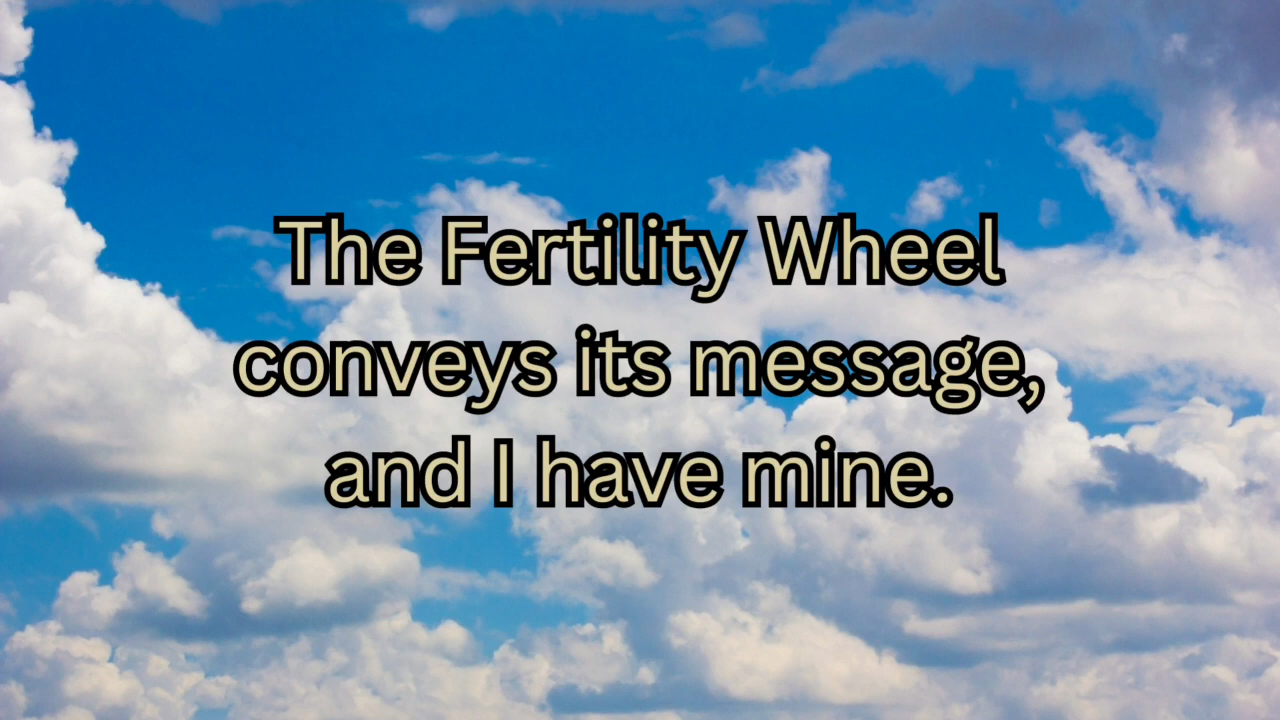 The Fertility Wheel
conveys its message,
and I have mine.